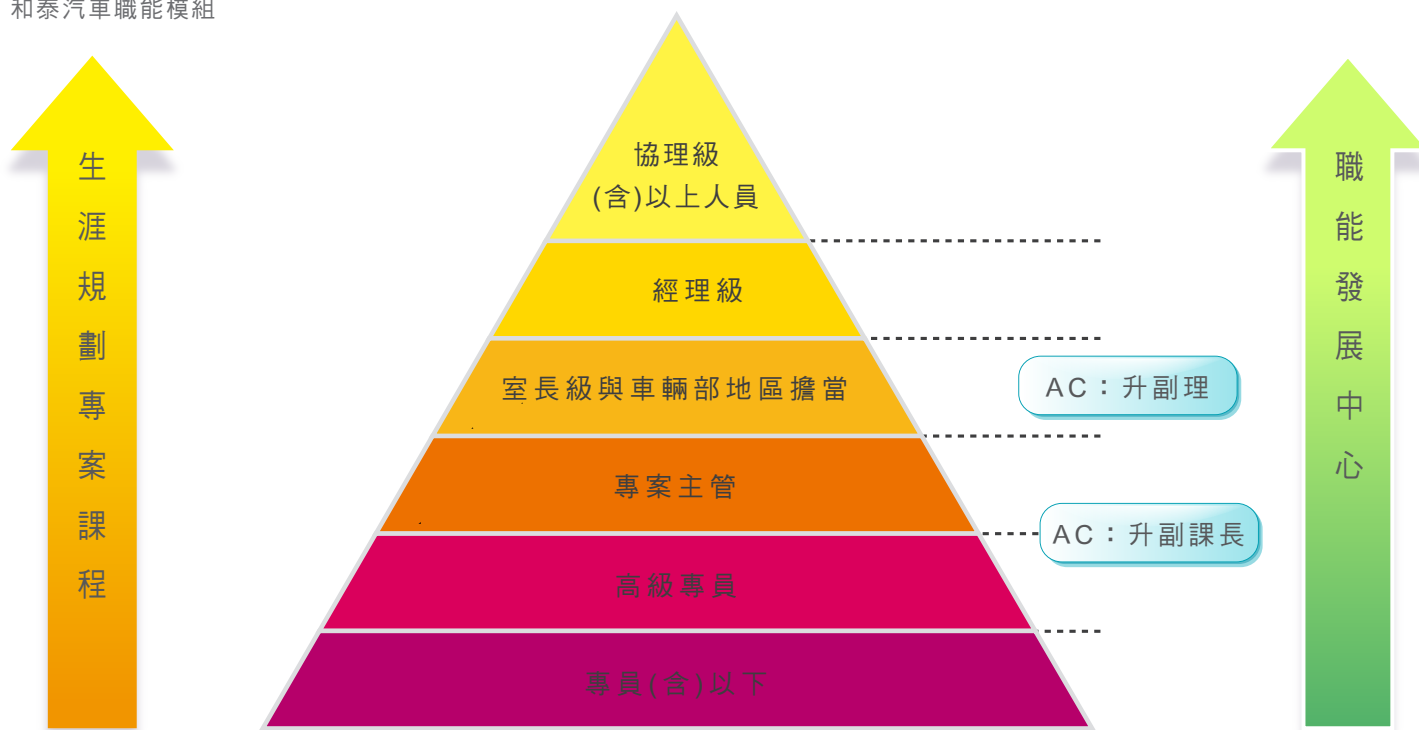 和泰汽車職能模組
生涯規劃專案課程
協理級
(含)以上人員
經理級
室長級與車輛部地區擔當
專案主管
高級專員
專員(含)以下
AC：升副理
AC：升副課長
職能發展中心